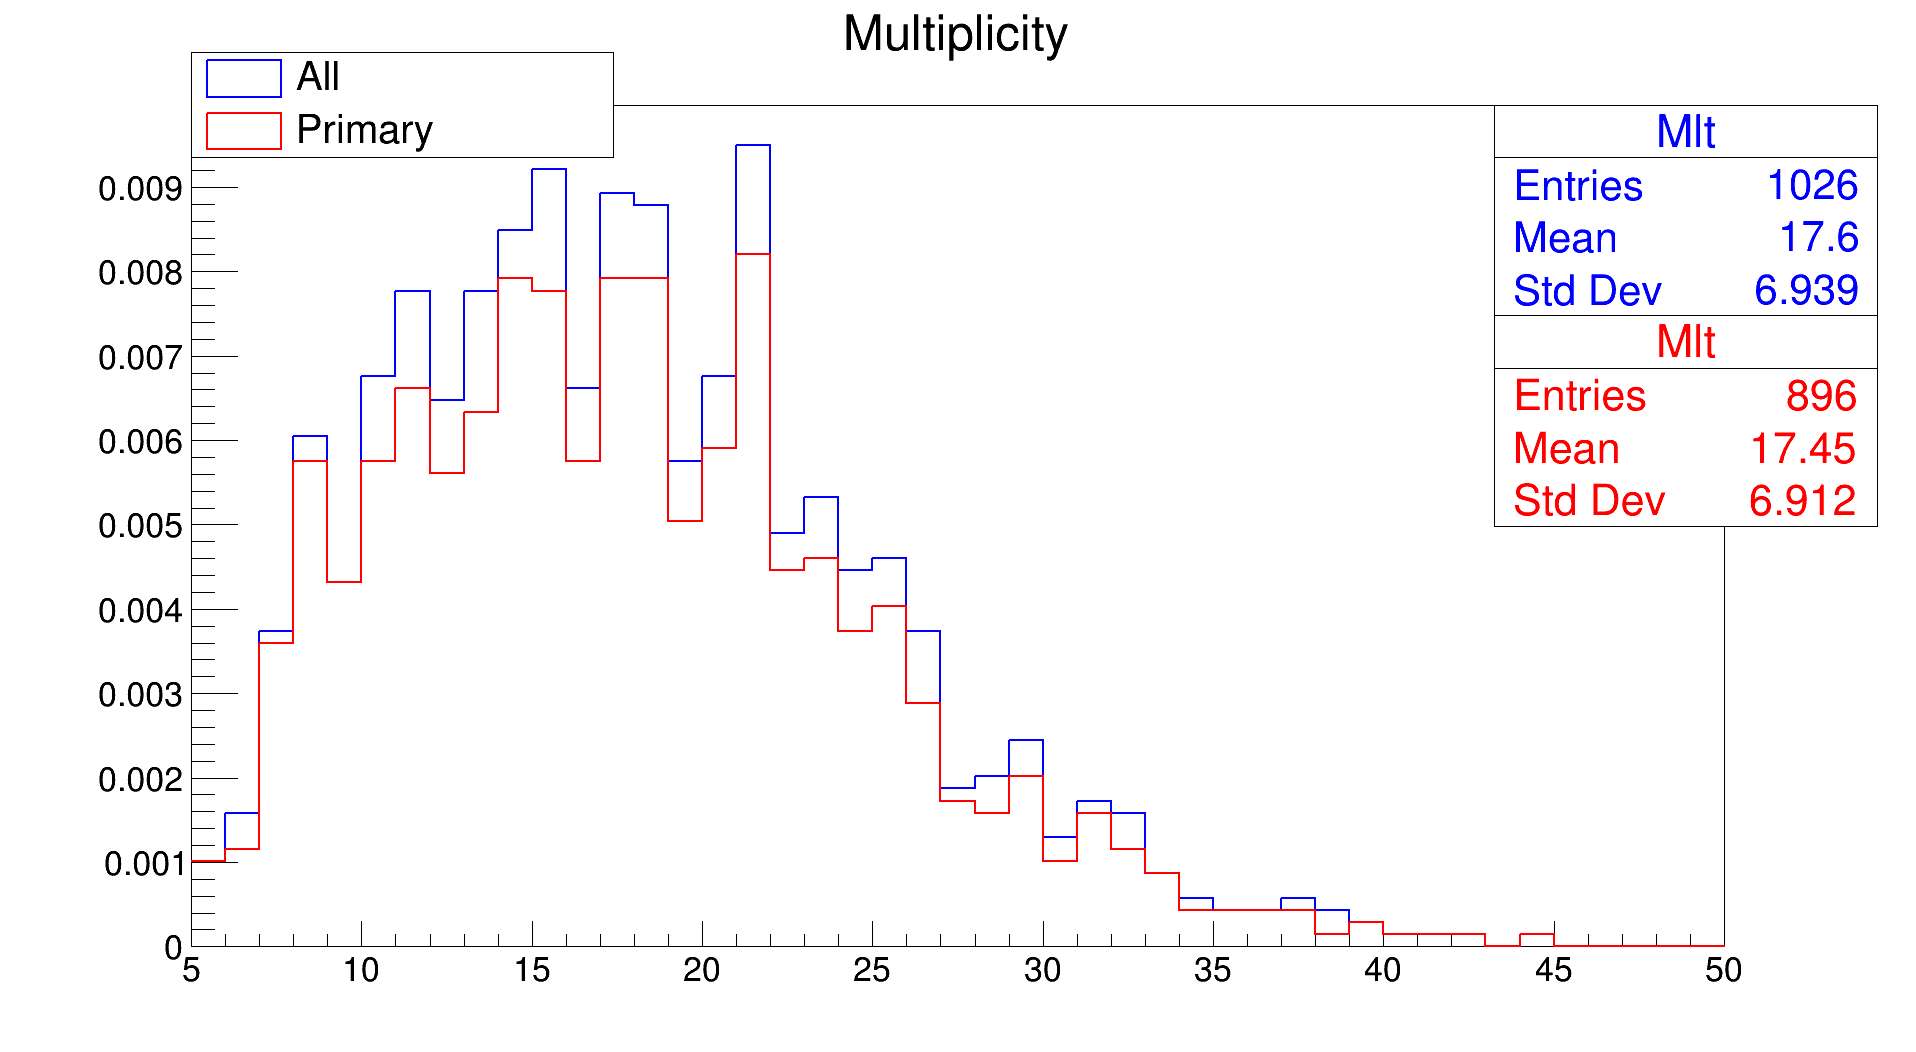 Multiplicity
All
Primary
Mlt
Entries 1026
Mean 17.6
Std Dev 6.939
Mlt
Entries 896
Mean 17.45
Std Dev 6.912
0.009
0.008
0.007
0.006
0.005
0.004
0.003
0.002
0.001
0
5 10 15 20 25 30 35 40 45 50